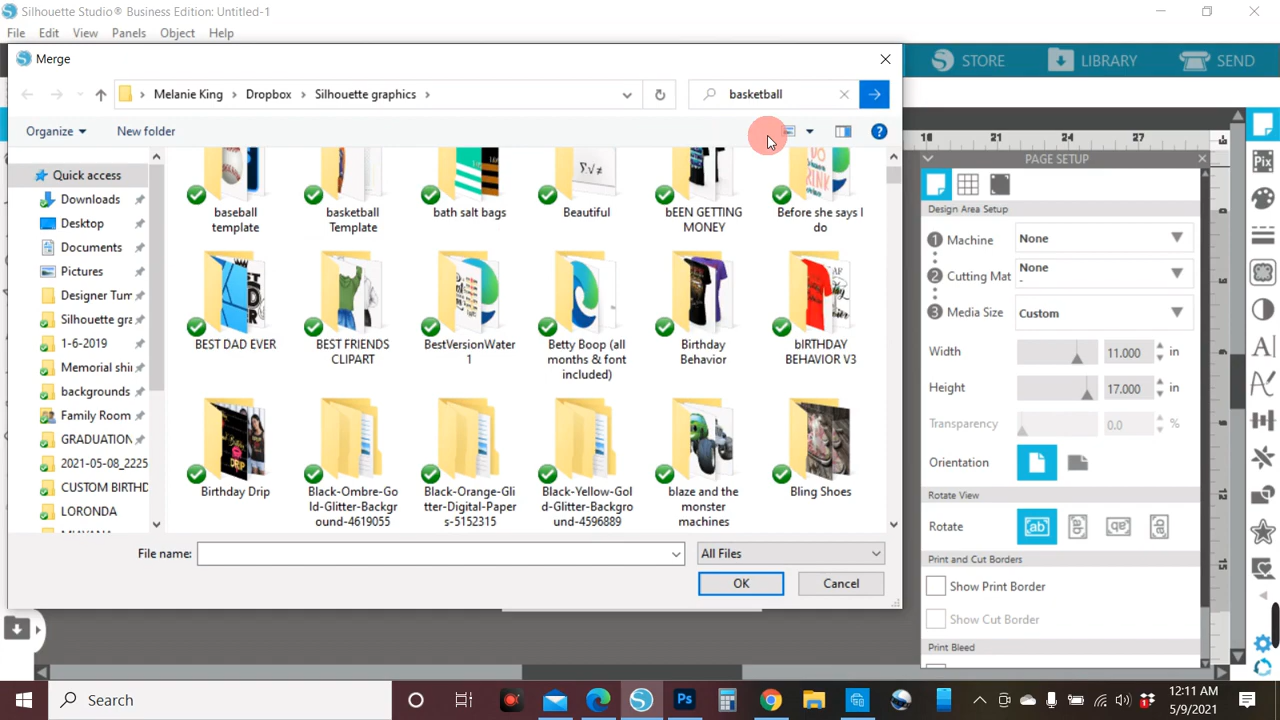 Silhouette Studio® Business Edition: Untitled-1
File Edit View Panels Object Help
Merge
STORE
LIBRARY
SEND
Melanie King > Dropbox > Silhouette graphics >
basketball
Organize
New folder
Quick access
Downloads
Desktop
Documents
Pictures
Designer Tum
Silhouette gra
1-6-2019
Memorial shi
backgrounds
Family Room
GRADUATION
2021-05-08_2225
CUSTOM BIRTHD
LORONDA
baseball
template
basketball
Template
bath salt bags
Σ√x
Beautiful
bEEN GETTING
MONEY
Before she says I
do
BEST DAD EVER
BEST FRIENDS
CLIPART
BestVersionWater
1
Betty Boop (all
months & font
included)
Birthday
Behavior
bIRTHDAY
BEHAVIOR V3
Birthday Drip
Black-Ombre-Go
ld-Glitter-Backgr
ound-4619055
Black-Orange-Gli
tter-Digital-Paper
s-5152315
Black-Yellow-Gol
d-Glitter-Backgr
ound-4596889
blaze and the
monster
machines
Bling Shoes
File name:
All Files
OK
Cancel
18 21 24 27
PAGE SETUP
Design Area Setup
1 Machine
None
2 Cutting Mat
None
-
3 Media Size
Custom
Width
11.000 in
Height
17.000 in
Transparency
0.0 %
Orientation
Rotate View
Rotate
Print and Cut Borders
Show Print Border
Show Cut Border
Print Bleed
Pix
Search
12:11 AM
5/9/2021